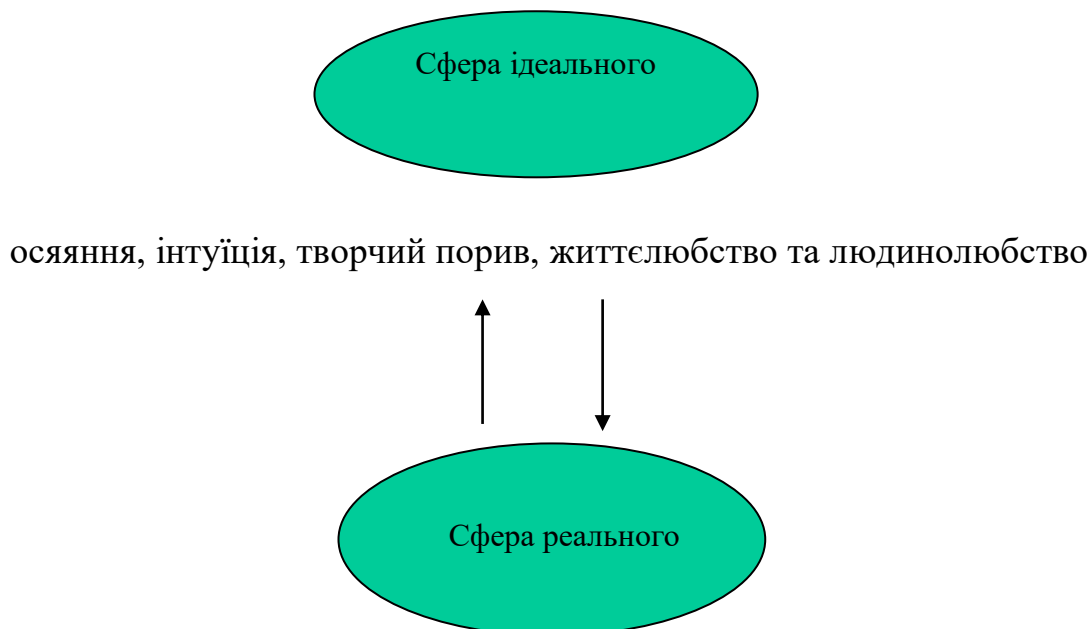 Сфера ідеального
осяяння, інтуїція, творчий порив, життєлюбство та людинолюбство
Сфера реального